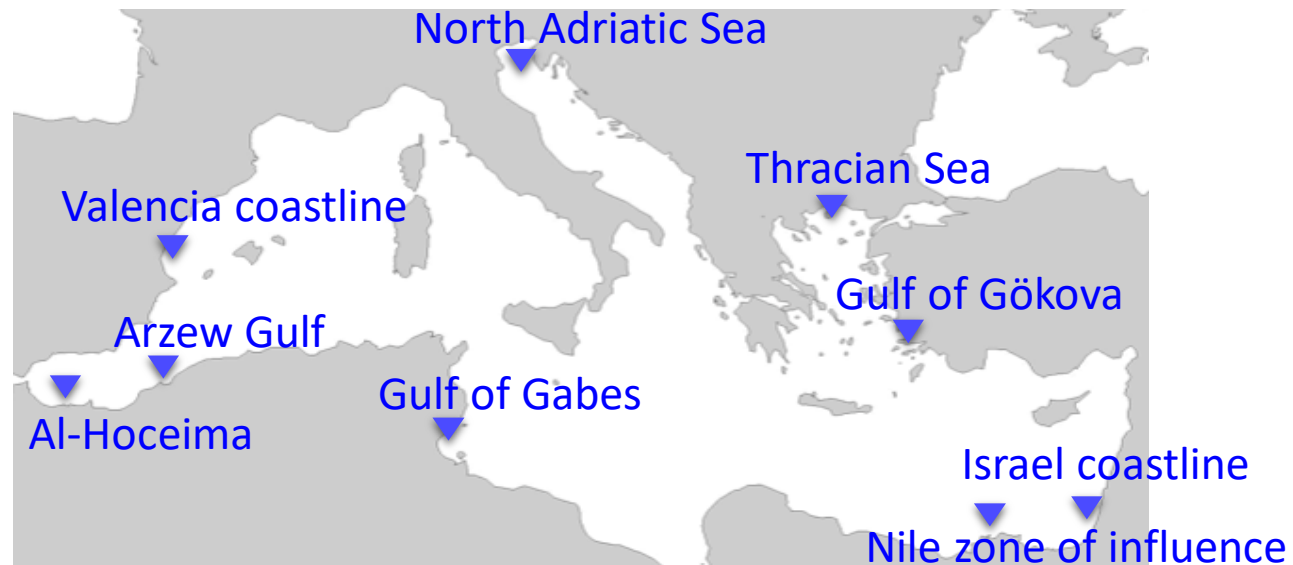 North Adriatic Sea
Thracian Sea
Valencia coastline
Gulf of Gökova
Arzew Gulf
Gulf of Gabes
Al-Hoceima
Israel coastline
Nile zone of influence